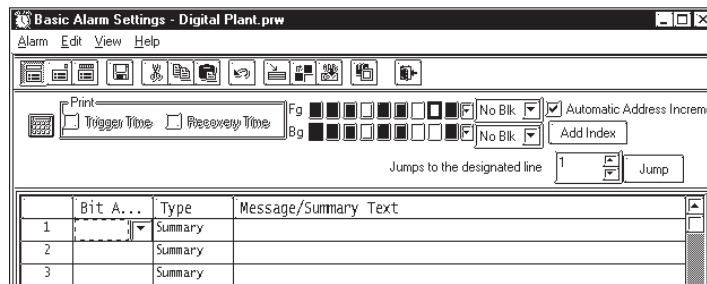 Basic Alarm Settings - Digital Plant.prw
Alarm Edit View Help
Print
Trigger Time Recovery Time
Fg No Blk Automatic Address Increm
Bg No Blk Add Index
Jumps to the designated line 1 Jump
Bit A... Type Message/Summary Text
1 Summary
2 Summary
3 Summary